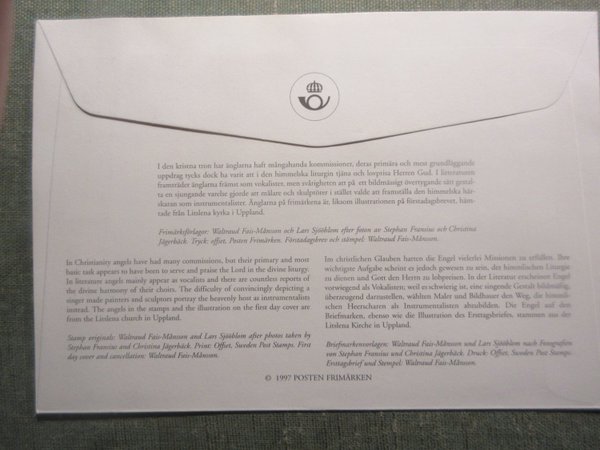 I den kristna tron har änglarna haft mångahanda kommissioner, deras primära och mest grundläggande
uppdrag tycks dock ha varit att i den himmelska liturgin tjäna och lovprisa Herren Gud. I litteraturen
framträder änglarna främst som vokalister, men svårigheten att på ett bildmässigt övertygande sätt gestal-
ta en sjungande varelse gjorde att målare och skulptörer i stället valde att framställa den himmelska här-
skaran som instrumentalister. Änglarna på frimärkena är, liksom illustrationen på förstadagsbrevet, häm-
tade från Litslena kyrka i Uppland.
Frimärksförlagor: Waltraud Fais-Månsson och Lars Sjööblom efter foton av Stephan Fransius och Christina
Jägerbäck. Tryck: offset. Posten Frimärken. Förstadagsbrev och stämpel: Waltraud Fais-Månsson.
In Christianity angels have had many commissions, but their primary and most
basic task appears to have been to serve and praise the Lord in the divine liturgy.
In literature angels mainly appear as vocalists and there are countless reports of
the divine harmony of their choirs. The difficulty of convincingly depicting a
singer made painters and sculptors portray the heavenly host as instrumentalists
instead. The angels in the stamps and the illustration on the first day cover are
from the Litslena church in Uppland.
Stamp originals: Waltraud Fais-Månsson and Lars Sjööblom after photos taken by
Stephan Fransius and Christina Jägerbäck. Print: Offset. Sweden Post Stamps. First
day cover and cancellation: Waltraud Fais-Månsson.
Im christlichen Glauben hatten die Engel vielerlei Missionen zu erfüllen. Ihre
wichtigste Aufgabe scheint es jedoch gewesen zu sein, der himmlischen Liturgie
zu dienen und Gott den Herrn zu lobpreisen. In der Literatur erscheinen Engel
vorwiegend als Vokalisten; weil es schwierig ist, eine singende Gestalt bildmäßig,
überzeugend darzustellen, wählten Maler und Bildhauer den Weg, die himmli-
schen Heerscharen als Instrumentalisten abzubilden. Die Engel auf den
Briefmarken, ebenso wie die Illustration des Ersttagsbriefs, stammen aus der
Litslena Kirche in Uppland.
Briefmarkenvorlagen: Waltraud Fais-Månsson und Lars Sjööblom nach Fotografien
von Stephan Fransius und Christina Jägerbäck. Druck: Offset. Sweden Post Stamps.
Ersttagsbrief und Stempel: Waltraud Fais-Månsson.
© 1997 POSTEN FRIMÄRKEN